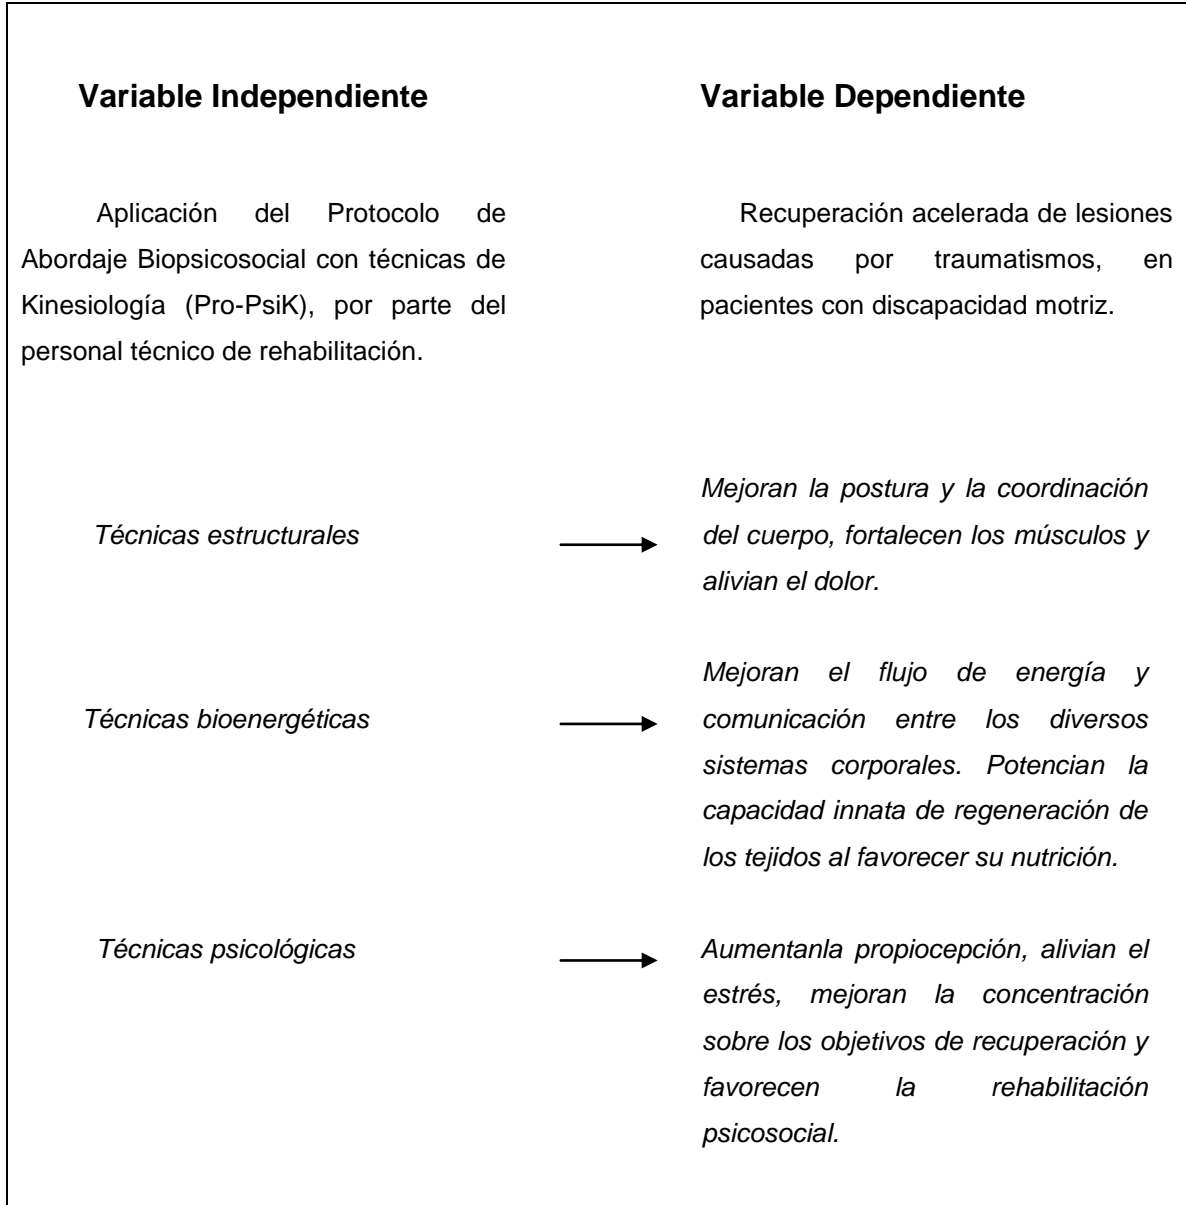 Variable Independiente
Variable Dependiente
Aplicación del Protocolo de
Abordaje Biopsicosocial con técnicas de
Kinesiología (Pro-PsiK), por parte del
personal técnico de rehabilitación.
Recuperación acelerada de lesiones
causadas por traumatismos, en
pacientes con discapacidad motriz.
Técnicas estructurales
Mejoran la postura y la coordinación
del cuerpo, fortalecen los músculos y
alivian el dolor.
Técnicas bioenergéticas
Mejoran el flujo de energía y
comunicación entre los diversos
sistemas corporales. Potencian la
capacidad innata de regeneración de
los tejidos al favorecer su nutrición.
Técnicas psicológicas
Aumentanla propiocepción, alivian el
estrés, mejoran la concentración
sobre los objetivos de recuperación y
favorecen la rehabilitación
psicosocial.